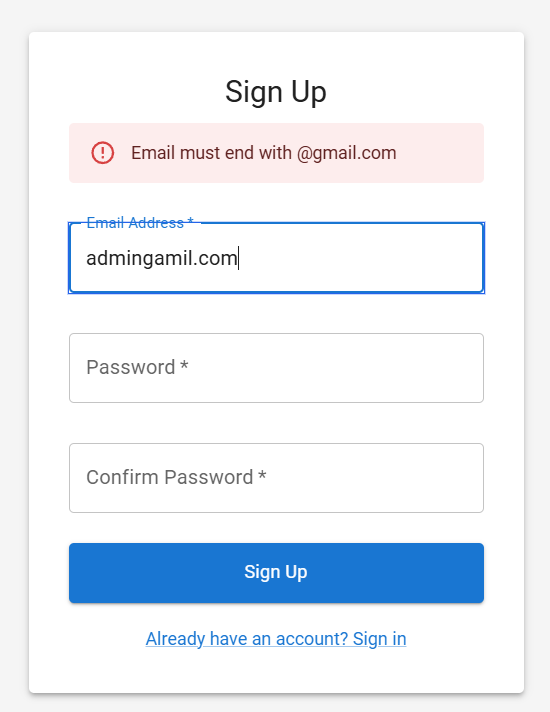 Sign Up
Email must end with @gmail.com
Email Address *
admingamil.com
Password *
Confirm Password *
Sign Up
Already have an account? Sign in